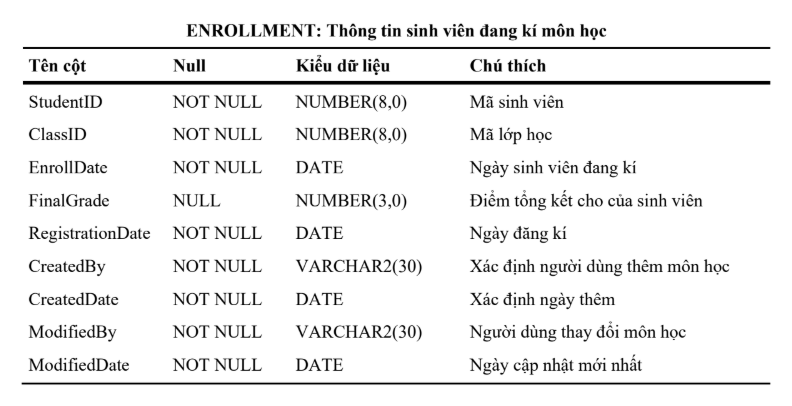 ENROLLMENT: Thông tin sinh viên đang kí môn học
Tên cột Null Kiểu dữ liệu Chú thích
StudentID NOT NULL NUMBER(8,0) Mã sinh viên
ClassID NOT NULL NUMBER(8,0) Mã lớp học
EnrollDate NOT NULL DATE Ngày sinh viên đang kí
FinalGrade NULL NUMBER(3,0) Điểm tổng kết cho của sinh viên
RegistrationDate NOT NULL DATE Ngày đăng kí
CreatedBy NOT NULL VARCHAR2(30) Xác định người dùng thêm môn học
CreatedDate NOT NULL DATE Xác định ngày thêm
ModifiedBy NOT NULL VARCHAR2(30) Người dùng thay đổi môn học
ModifiedDate NOT NULL DATE Ngày cập nhật mới nhất